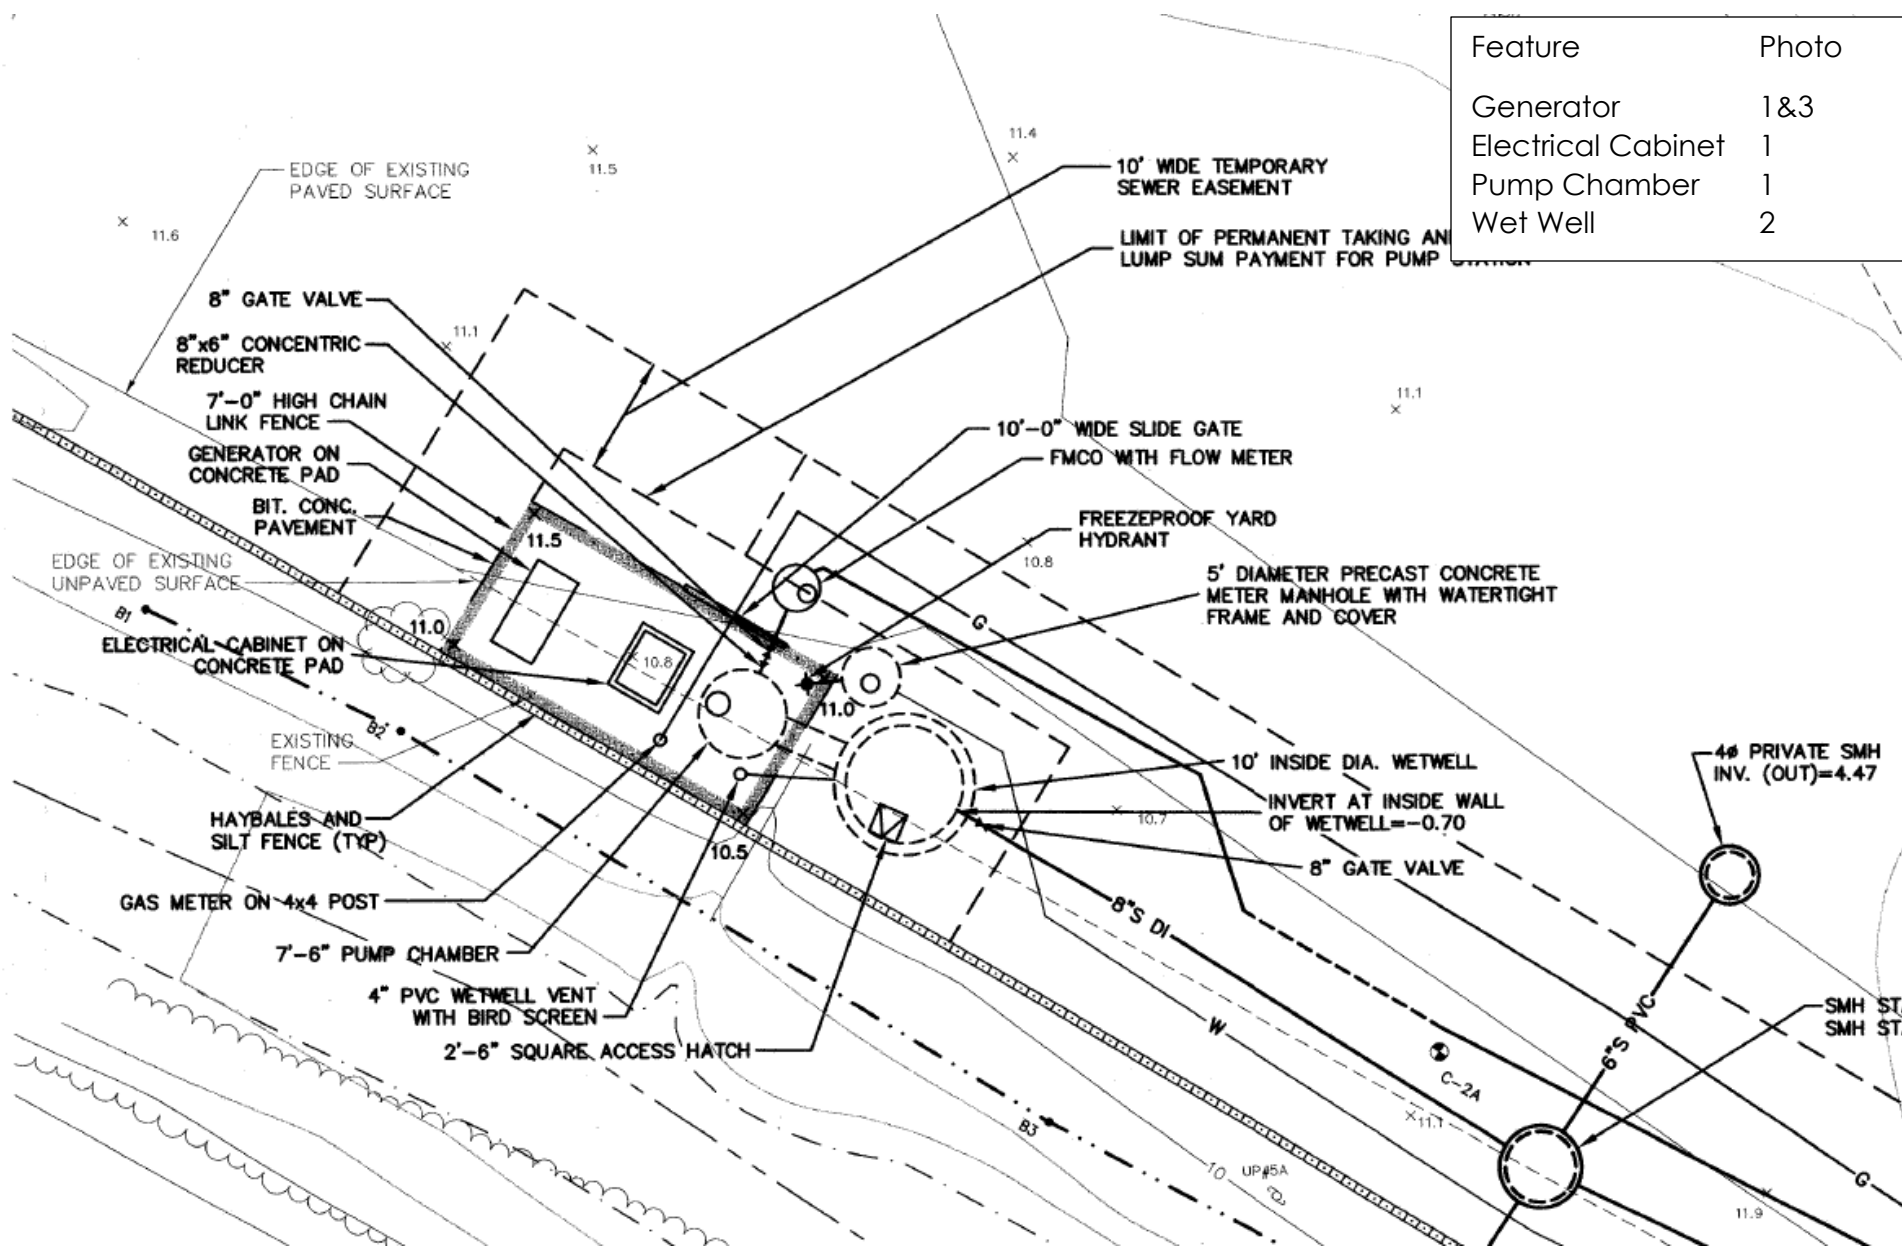 Feature Photo
Generator 1&3
Electrical Cabinet 1
Pump Chamber 1
Wet Well 2
11.4
11.5
11.6
EDGE OF EXISTING
PAVED SURFACE
10' WIDE TEMPORARY
SEWER EASEMENT
LIMIT OF PERMANENT TAKING
LUMP SUM PAYMENT FOR PUMP
8" GATE VALVE
11.1
8"x6" CONCENTRIC
REDUCER
7'-0" HIGH CHAIN
LINK FENCE
11.1
GENERATOR ON
CONCRETE PAD
10'-0" WIDE SLIDE GATE
FMCO WITH FLOW METER
BIT. CONC.
PAVEMENT
FREEZEPROOF YARD
HYDRANT
11.5
10.8
EDGE OF EXISTING
UNPAVED SURFACE
5' DIAMETER PRECAST CONCRETE
METER MANHOLE WITH WATERTIGHT
FRAME AND COVER
B1
11.0
G
ELECTRICAL CABINET ON
CONCRETE PAD
10.8
11.0
B2
EXISTING
FENCE
10' INSIDE DIA. WETWELL
4ø PRIVATE SMH
INV. (OUT)=4.47
INVERT AT INSIDE WALL
OF WETWELL=-0.70
10.7
HAYBALES AND
SILT FENCE (TYP)
10.5
8" GATE VALVE
GAS METER ON 4x4 POST
8"S DI
7'-6" PUMP CHAMBER
4" PVC WETWELL VENT
WITH BIRD SCREEN
2'-6" SQUARE ACCESS HATCH
W
6"S PVC
SMH
SMH
C-2A
B3
11.1
10
UP#5A
G
11.9